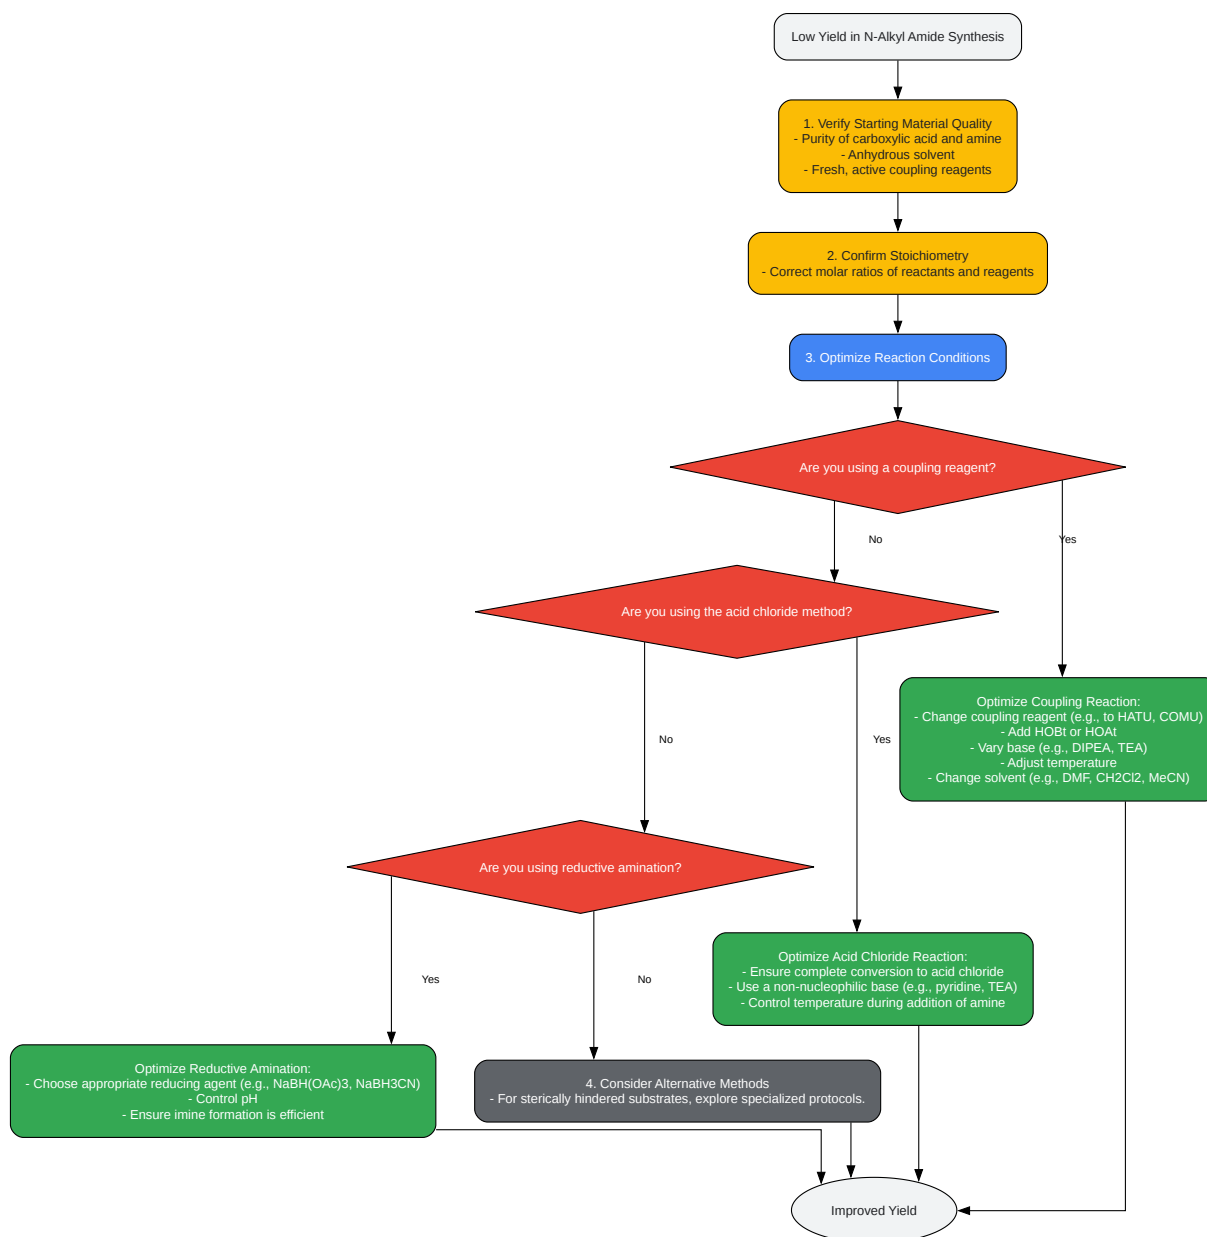 Low Yield in N-Alkyl Amide Synthesis
1. Verify Starting Material Quality
- Purity of carboxylic acid and amine
- Anhydrous solvent
- Fresh, active coupling reagents
2. Confirm Stoichiometry
- Correct molar ratios of reactants and reagents
3. Optimize Reaction Conditions
Are you using a coupling reagent?
No
Yes
Are you using the acid chloride method?
Optimize Coupling Reaction:
- Change coupling reagent (e.g., to HATU, COMU)
- Add HOBt or HOAt
- Vary base (e.g., DIPEA, TEA)
- Adjust temperature
- Change solvent (e.g., DMF, CH2Cl2, MeCN)
No
Yes
Are you using reductive amination?
Optimize Acid Chloride Reaction:
- Ensure complete conversion to acid chloride
- Use a non-nucleophilic base (e.g., pyridine, TEA)
- Control temperature during addition of amine
Yes
No
Optimize Reductive Amination:
- Choose appropriate reducing agent (e.g., NaBH(OAc)3, NaBH3CN)
- Control pH
- Ensure imine formation is efficient
4. Consider Alternative Methods
- For sterically hindered substrates, explore specialized protocols.
Improved Yield